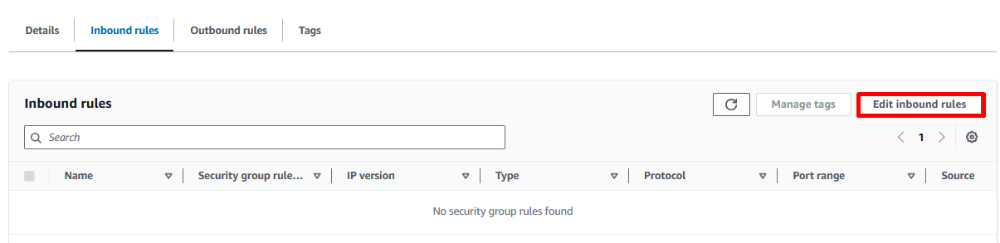 Details Inbound rules Outbound rules Tags
Inbound rules Manage tags Edit inbound rules
Search 1
Name Security group rule... IP version Type Protocol Port range Source
No security group rules found